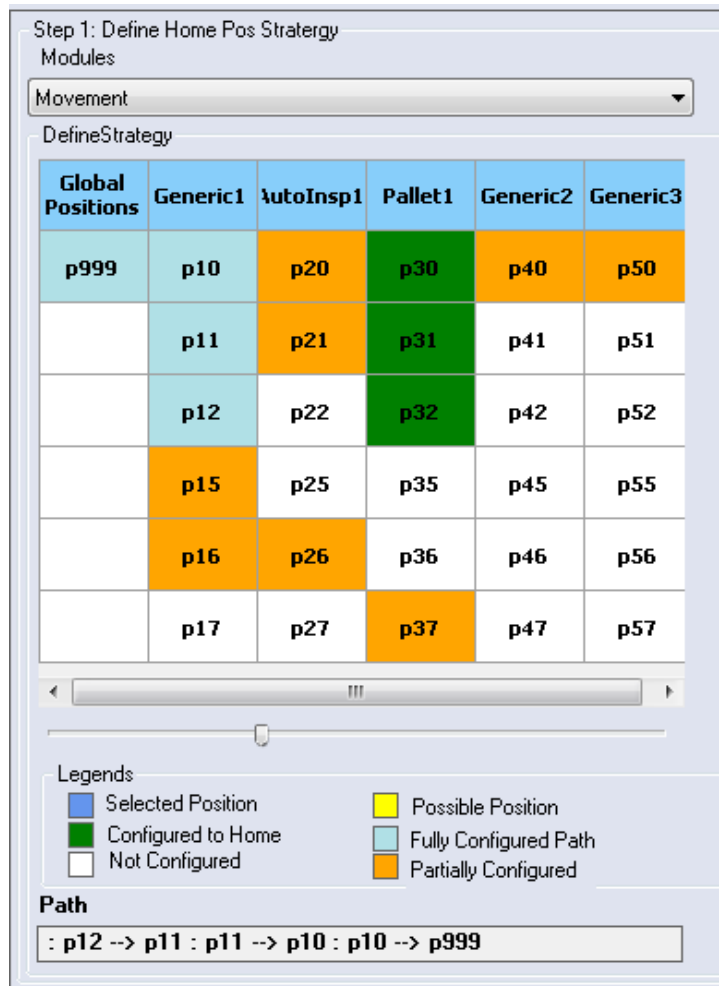 Step 1: Define Home Pos Stratergy
Modules
Movement
DefineStrategy
Global Positions Generic1 AutoInsp1 Pallet1 Generic2 Generic3
p999 p10 p20 p30 p40 p50
p11 p21 p31 p41 p51
p12 p22 p32 p42 p52
p15 p25 p35 p45 p55
p16 p26 p36 p46 p56
p17 p27 p37 p47 p57
Legends
Selected Position Possible Position
Configured to Home Fully Configured Path
Not Configured Partially Configured
Path
: p12 --> p11 : p11 --> p10 : p10 --> p999